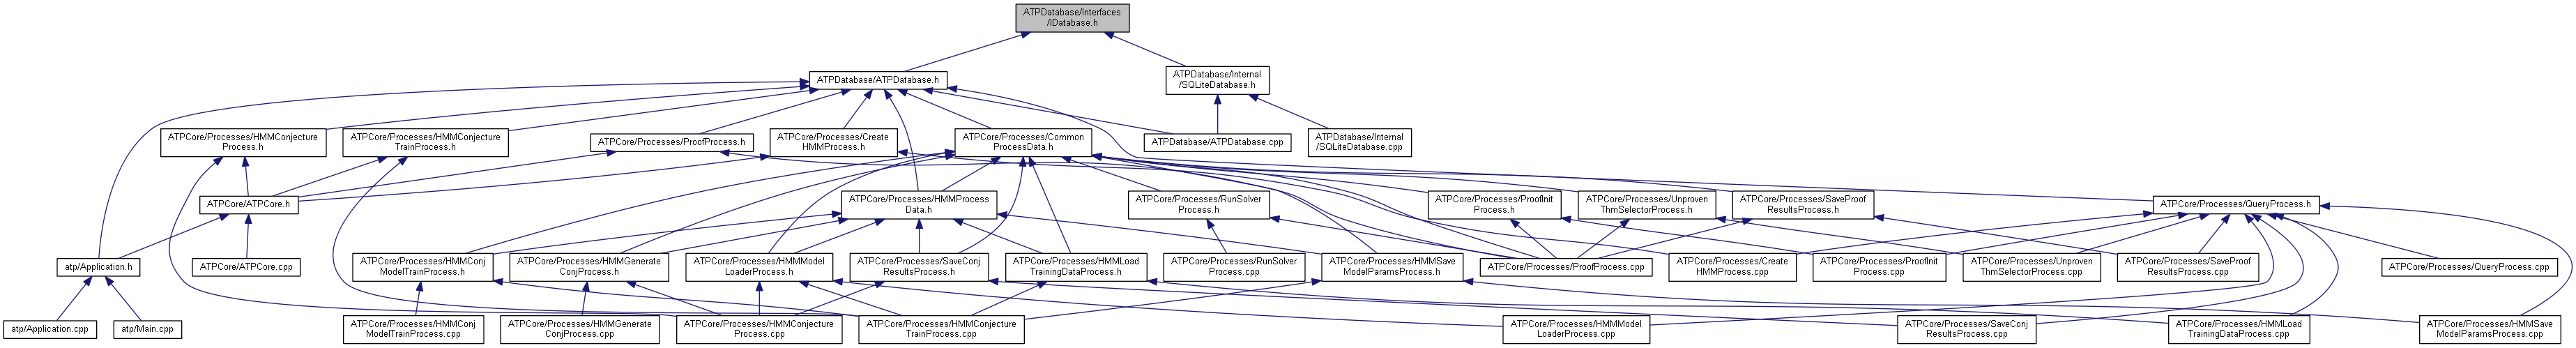 ATPDatabase/Interfaces
/IDatabase.h
ATPDatabase/ATPDatabase.h
ATPDatabase/Internal
/SQLiteDatabase.h
ATPCore/Processes/HMMConjecture
Process.h
ATPCore/Processes/HMMConjecture
TrainProcess.h
ATPCore/Processes/ProofProcess.h
ATPCore/Processes/Create
HMMProcess.h
ATPCore/Processes/Common
ProcessData.h
ATPDatabase/ATPDatabase.cpp
ATPDatabase/Internal
/SQLiteDatabase.cpp
ATPCore/ATPCore.h
ATPCore/Processes/HMMProcess
Data.h
ATPCore/Processes/RunSolver
Process.h
ATPCore/Processes/ProofInit
Process.h
ATPCore/Processes/Unproven
ThmSelectorProcess.h
ATPCore/Processes/SaveProof
ResultsProcess.h
ATPCore/Processes/QueryProcess.h
atp/Application.h
ATPCore/ATPCore.cpp
ATPCore/Processes/HMMConj
ModelTrainProcess.h
ATPCore/Processes/HMMGenerate
ConjProcess.h
ATPCore/Processes/HMMModel
LoaderProcess.h
ATPCore/Processes/SaveConj
ResultsProcess.h
ATPCore/Processes/HMMLoad
TrainingDataProcess.h
ATPCore/Processes/RunSolver
Process.cpp
ATPCore/Processes/HMMSave
ModelParamsProcess.h
ATPCore/Processes/ProofProcess.cpp
ATPCore/Processes/Create
HMMProcess.cpp
ATPCore/Processes/ProofInit
Process.cpp
ATPCore/Processes/Unproven
ThmSelectorProcess.cpp
ATPCore/Processes/SaveProof
ResultsProcess.cpp
ATPCore/Processes/QueryProcess.cpp
atp/Application.cpp
atp/Main.cpp
ATPCore/Processes/HMMConj
ModelTrainProcess.cpp
ATPCore/Processes/HMMGenerate
ConjProcess.cpp
ATPCore/Processes/HMMConjecture
Process.cpp
ATPCore/Processes/HMMConjecture
TrainProcess.cpp
ATPCore/Processes/HMMModel
LoaderProcess.cpp
ATPCore/Processes/SaveConj
ResultsProcess.cpp
ATPCore/Processes/HMMLoad
TrainingDataProcess.cpp
ATPCore/Processes/HMMSave
ModelParamsProcess.cpp